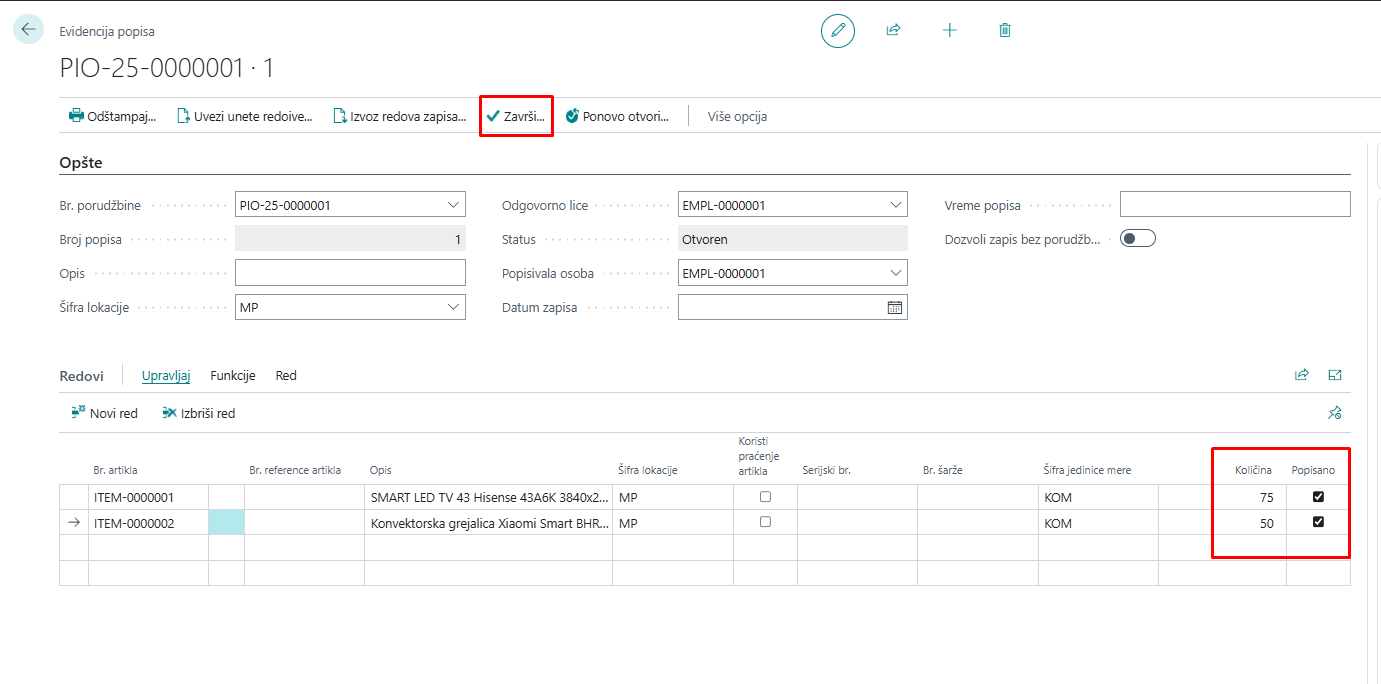 Evidencija popisa
PIO-25-0000001 · 1
Odštampaj... Uvezi unete redoive... Izvoz redova zapisa... Završi... Ponovo otvori... Više opcija
Opšte
Br. porudžbine PIO-25-0000001 Odgovorno lice EMPL-0000001 Vreme popisa
Broj popisa 1 Status Otvoren Dozvoli zapis bez porudžb...
Opis Popisivala osoba EMPL-0000001
Šifra lokacije MP Datum zapisa
Redovi Upravljaj Funkcije Red
Novi red Izbriši red
Br. artikla Br. reference artikla Opis Šifra lokacije Koristi praćenje artikla Serijski br. Br. šarže Šifra jedinice mere Količina Popisano
ITEM-0000001 SMART LED TV 43 Hisense 43A6K 3840x2... MP KOM 75
ITEM-0000002 Konvektorska grejalica Xiaomi Smart BHR... MP KOM 50